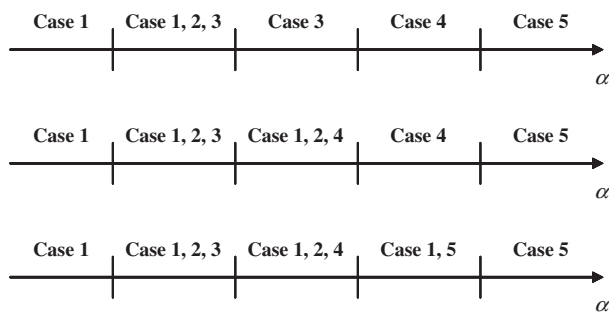 Case 1 Case 1, 2, 3 Case 3 Case 4 Case 5
α
Case 1 Case 1, 2, 3 Case 1, 2, 4 Case 4 Case 5
α
Case 1 Case 1, 2, 3 Case 1, 2, 4 Case 1, 5 Case 5
α